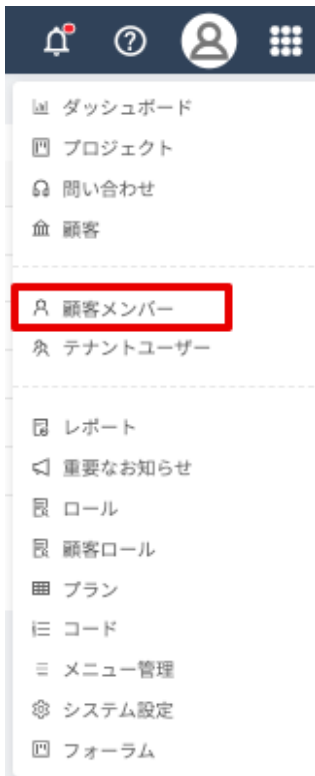 ダッシュボード
プロジェクト
問い合わせ
顧客
顧客メンバー
テナントユーザー
レポート
重要なお知らせ
ロール
顧客ロール
プラン
コード
メニュー管理
システム設定
フォーラム